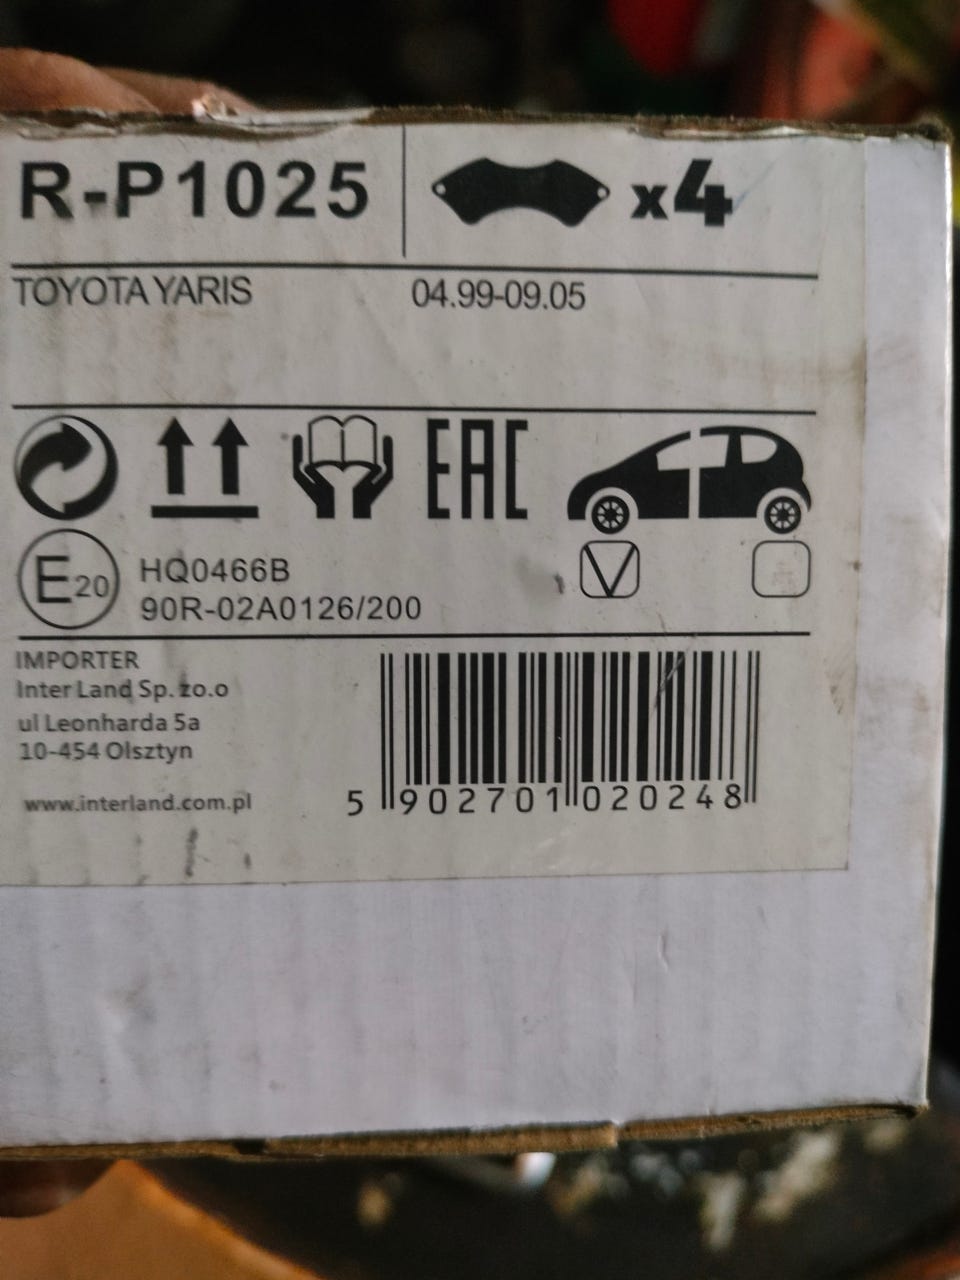 R-P1025
x4
TOYOTA YARIS 04.99-09.05
EAC
E20
HQ0466B
90R-02A0126/200
IMPORTER
Inter Land Sp. zo.o
ul Leonharda 5a
10-454 Olsztyn
www.interland.com.pl
5 902701 020248